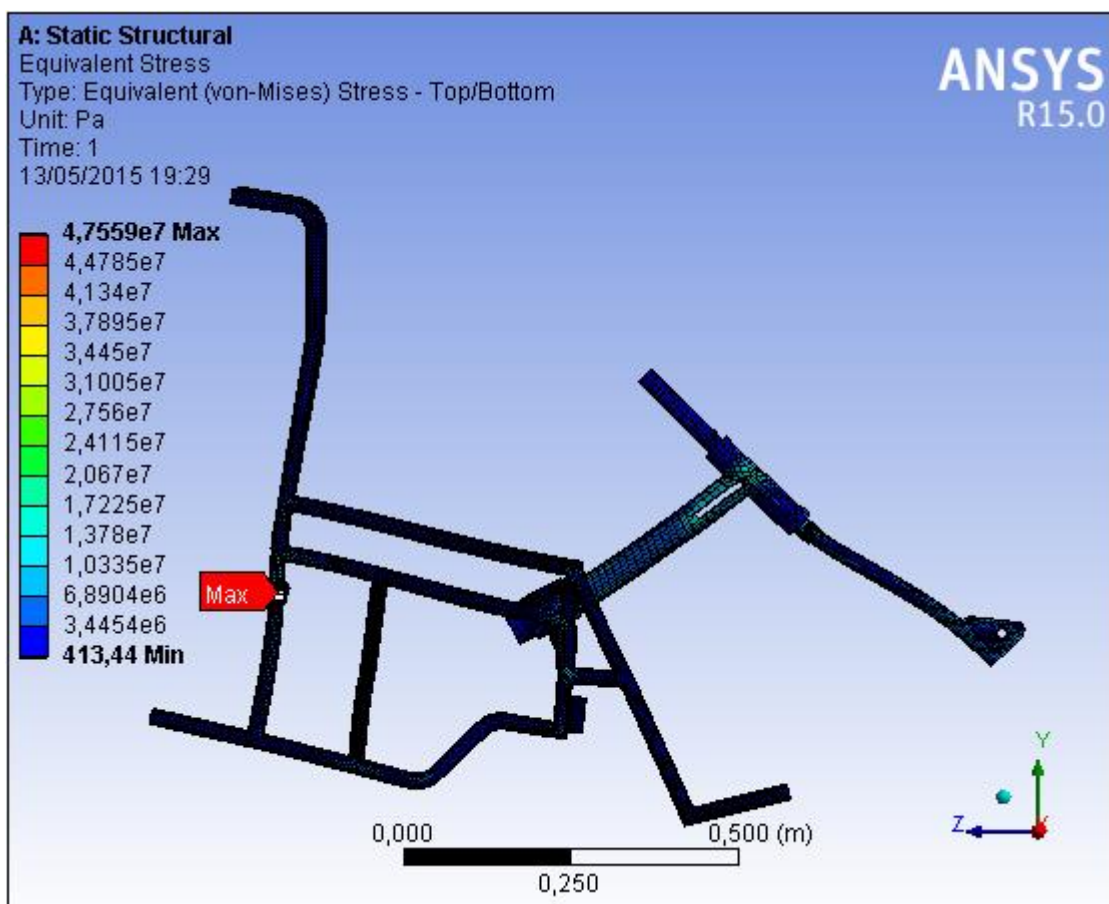 A: Static Structural
Equivalent Stress
Type: Equivalent (von-Mises) Stress - Top/Bottom
Unit: Pa
Time: 1
13/05/2015 19:29
ANSYS
R15.0
4,7559e7 Max
4,4785e7
4,134e7
3,7895e7
3,445e7
3,1005e7
2,756e7
2,4115e7
2,067e7
1,7225e7
1,378e7
1,0335e7
6,8904e6
3,4454e6
413,44 Min
Max
0,000
0,500 (m)
0,250
Y
Z
X